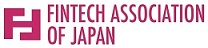 FINTECH ASSOCIATION
OF JAPAN